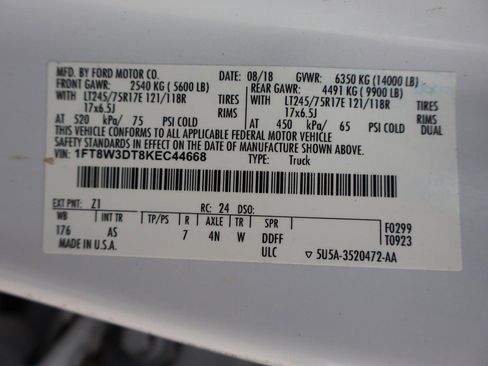 MFD. BY FORD MOTOR CO. DATE: 08/18 GVWR: 6350 KG (14000 LB)
FRONT GAWR: 2540 KG (5600 LB) REAR GAWR: 4491 KG (9900 LB)
WITH LT245/75R17E 121/118R TIRES WITH LT245/75R17E 121/118R TIRES
17x6.5J RIMS 17x6.5J RIMS
AT 520 kPa/ 75 PSI COLD AT 450 kPa/ 65 PSI COLD DUAL
THIS VEHICLE CONFORMS TO ALL APPLICABLE FEDERAL MOTOR VEHICLE
SAFETY STANDARDS IN EFFECT ON THE DATE OF MANUFACTURE SHOWN ABOVE.
VIN: 1FT8W3DT8KEC44668 TYPE: Truck
EXT PNT: Z1 RC: 24 DSO:
WB INT TR TP/PS R AXLE TR SPR F0299
176 AS 7 4N W DDFF T0923
MADE IN U.S.A. ULC 5U5A-3520472-AA